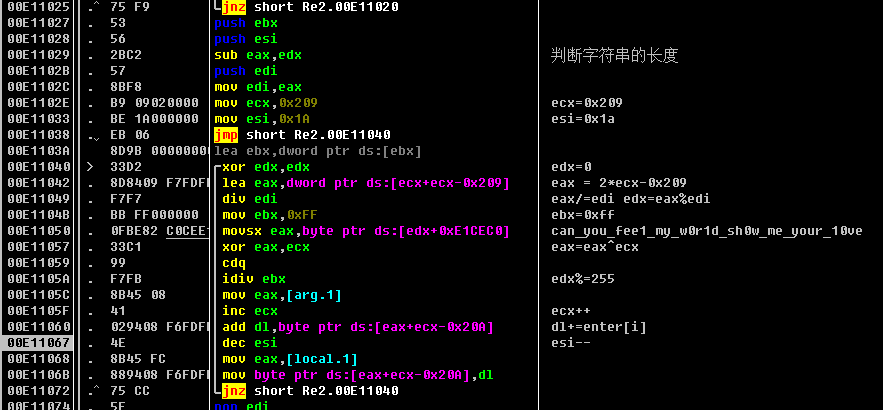 00E11025 .^ 75 F9 jnz short Re2.00E11020
00E11027 . 53 push ebx
00E11028 . 56 push esi
00E11029 . 2BC2 sub eax,edx 判断字符串的长度
00E1102B . 57 push edi
00E1102C . 8BF8 mov edi,eax
00E1102E . B9 09020000 mov ecx,0x209 ecx=0x209
00E11033 . BE 1A000000 mov esi,0x1A esi=0x1a
00E11038 .ˬ EB 06 jmp short Re2.00E11040
00E1103A 8D9B 0000000 lea ebx,dword ptr ds:[ebx]
00E11040 > 33D2 xor edx,edx edx=0
00E11042 . 8D8409 F7FDF lea eax,dword ptr ds:[ecx+ecx-0x209] eax = 2*ecx-0x209
00E11049 . F7F7 div edi eax/=edi edx=eax%edi
00E1104B . BB FF000000 mov ebx,0xFF ebx=0xff
00E11050 . 0FBE82 C0CEE movsx eax,byte ptr ds:[edx+0xE1CEC0] can_you_fee1_my_w0r1d_sh0w_me_your_10ve
00E11057 . 33C1 xor eax,ecx eax=eax^ecx
00E11059 . 99 cdq
00E1105A . F7FB idiv ebx edx%=255
00E1105C . 8B45 08 mov eax,[arg.1]
00E1105F . 41 inc ecx ecx++
00E11060 . 029408 F6FDF add dl,byte ptr ds:[eax+ecx-0x20A] dl+=enter[i]
00E11067 . 4E dec esi esi--
00E11068 . 8B45 FC mov eax,[local.1]
00E1106B . 889408 F6FDF mov byte ptr ds:[eax+ecx-0x20A],dl
00E11072 .^ 75 CC jnz short Re2.00E11040
00E11074 . 5F pop edi